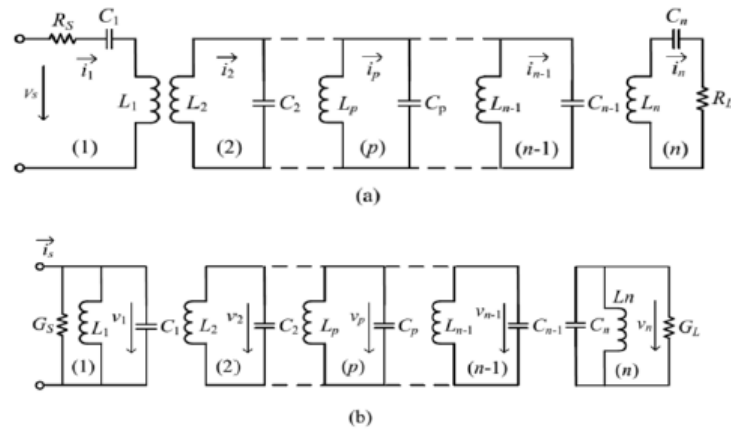 R_S C_1 C_n
i_1 i_2 i_p i_{n-1} i_n
v_s L_1 L_2 C_2 L_p C_p L_{n-1} C_{n-1} L_n R_L
(1) (2) (p) (n-1) (n)
(a)
i_s
G_S L_1 v_1 C_1 L_2 v_2 C_2 L_p v_p C_p L_{n-1} v_{n-1} C_{n-1} C_n Ln v_n G_L
(1) (2) (p) (n-1) (n)
(b)